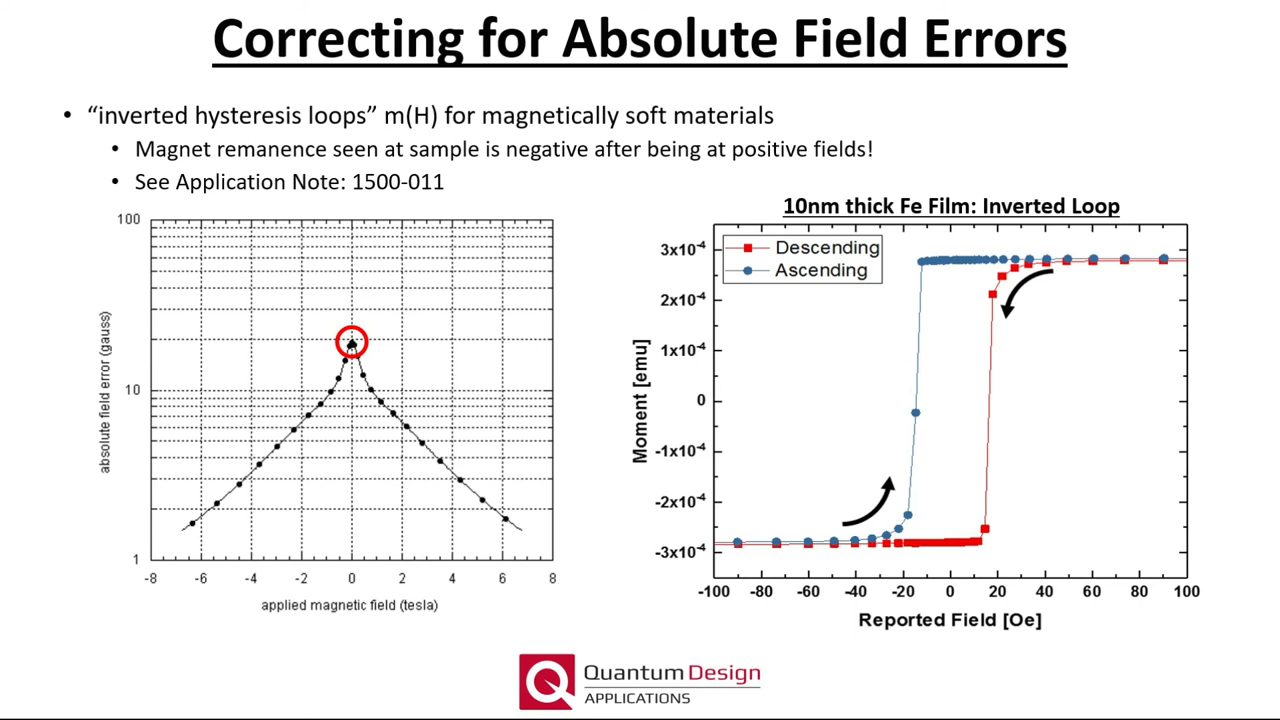 Correcting for Absolute Field Errors
• “inverted hysteresis loops” m(H) for magnetically soft materials
• Magnet remanence seen at sample is negative after being at positive fields!
• See Application Note: 1500-011
absolute field error (gauss)
100
10
1
-8 -6 -4 -2 0 2 4 6 8
applied magnetic field (tesla)
10nm thick Fe Film: Inverted Loop
Descending
Ascending
Moment [emu]
3x10⁻⁴
2x10⁻⁴
1x10⁻⁴
0
-1x10⁻⁴
-2x10⁻⁴
-3x10⁻⁴
-100 -80 -60 -40 -20 0 20 40 60 80 100
Reported Field [Oe]
Quantum Design
APPLICATIONS